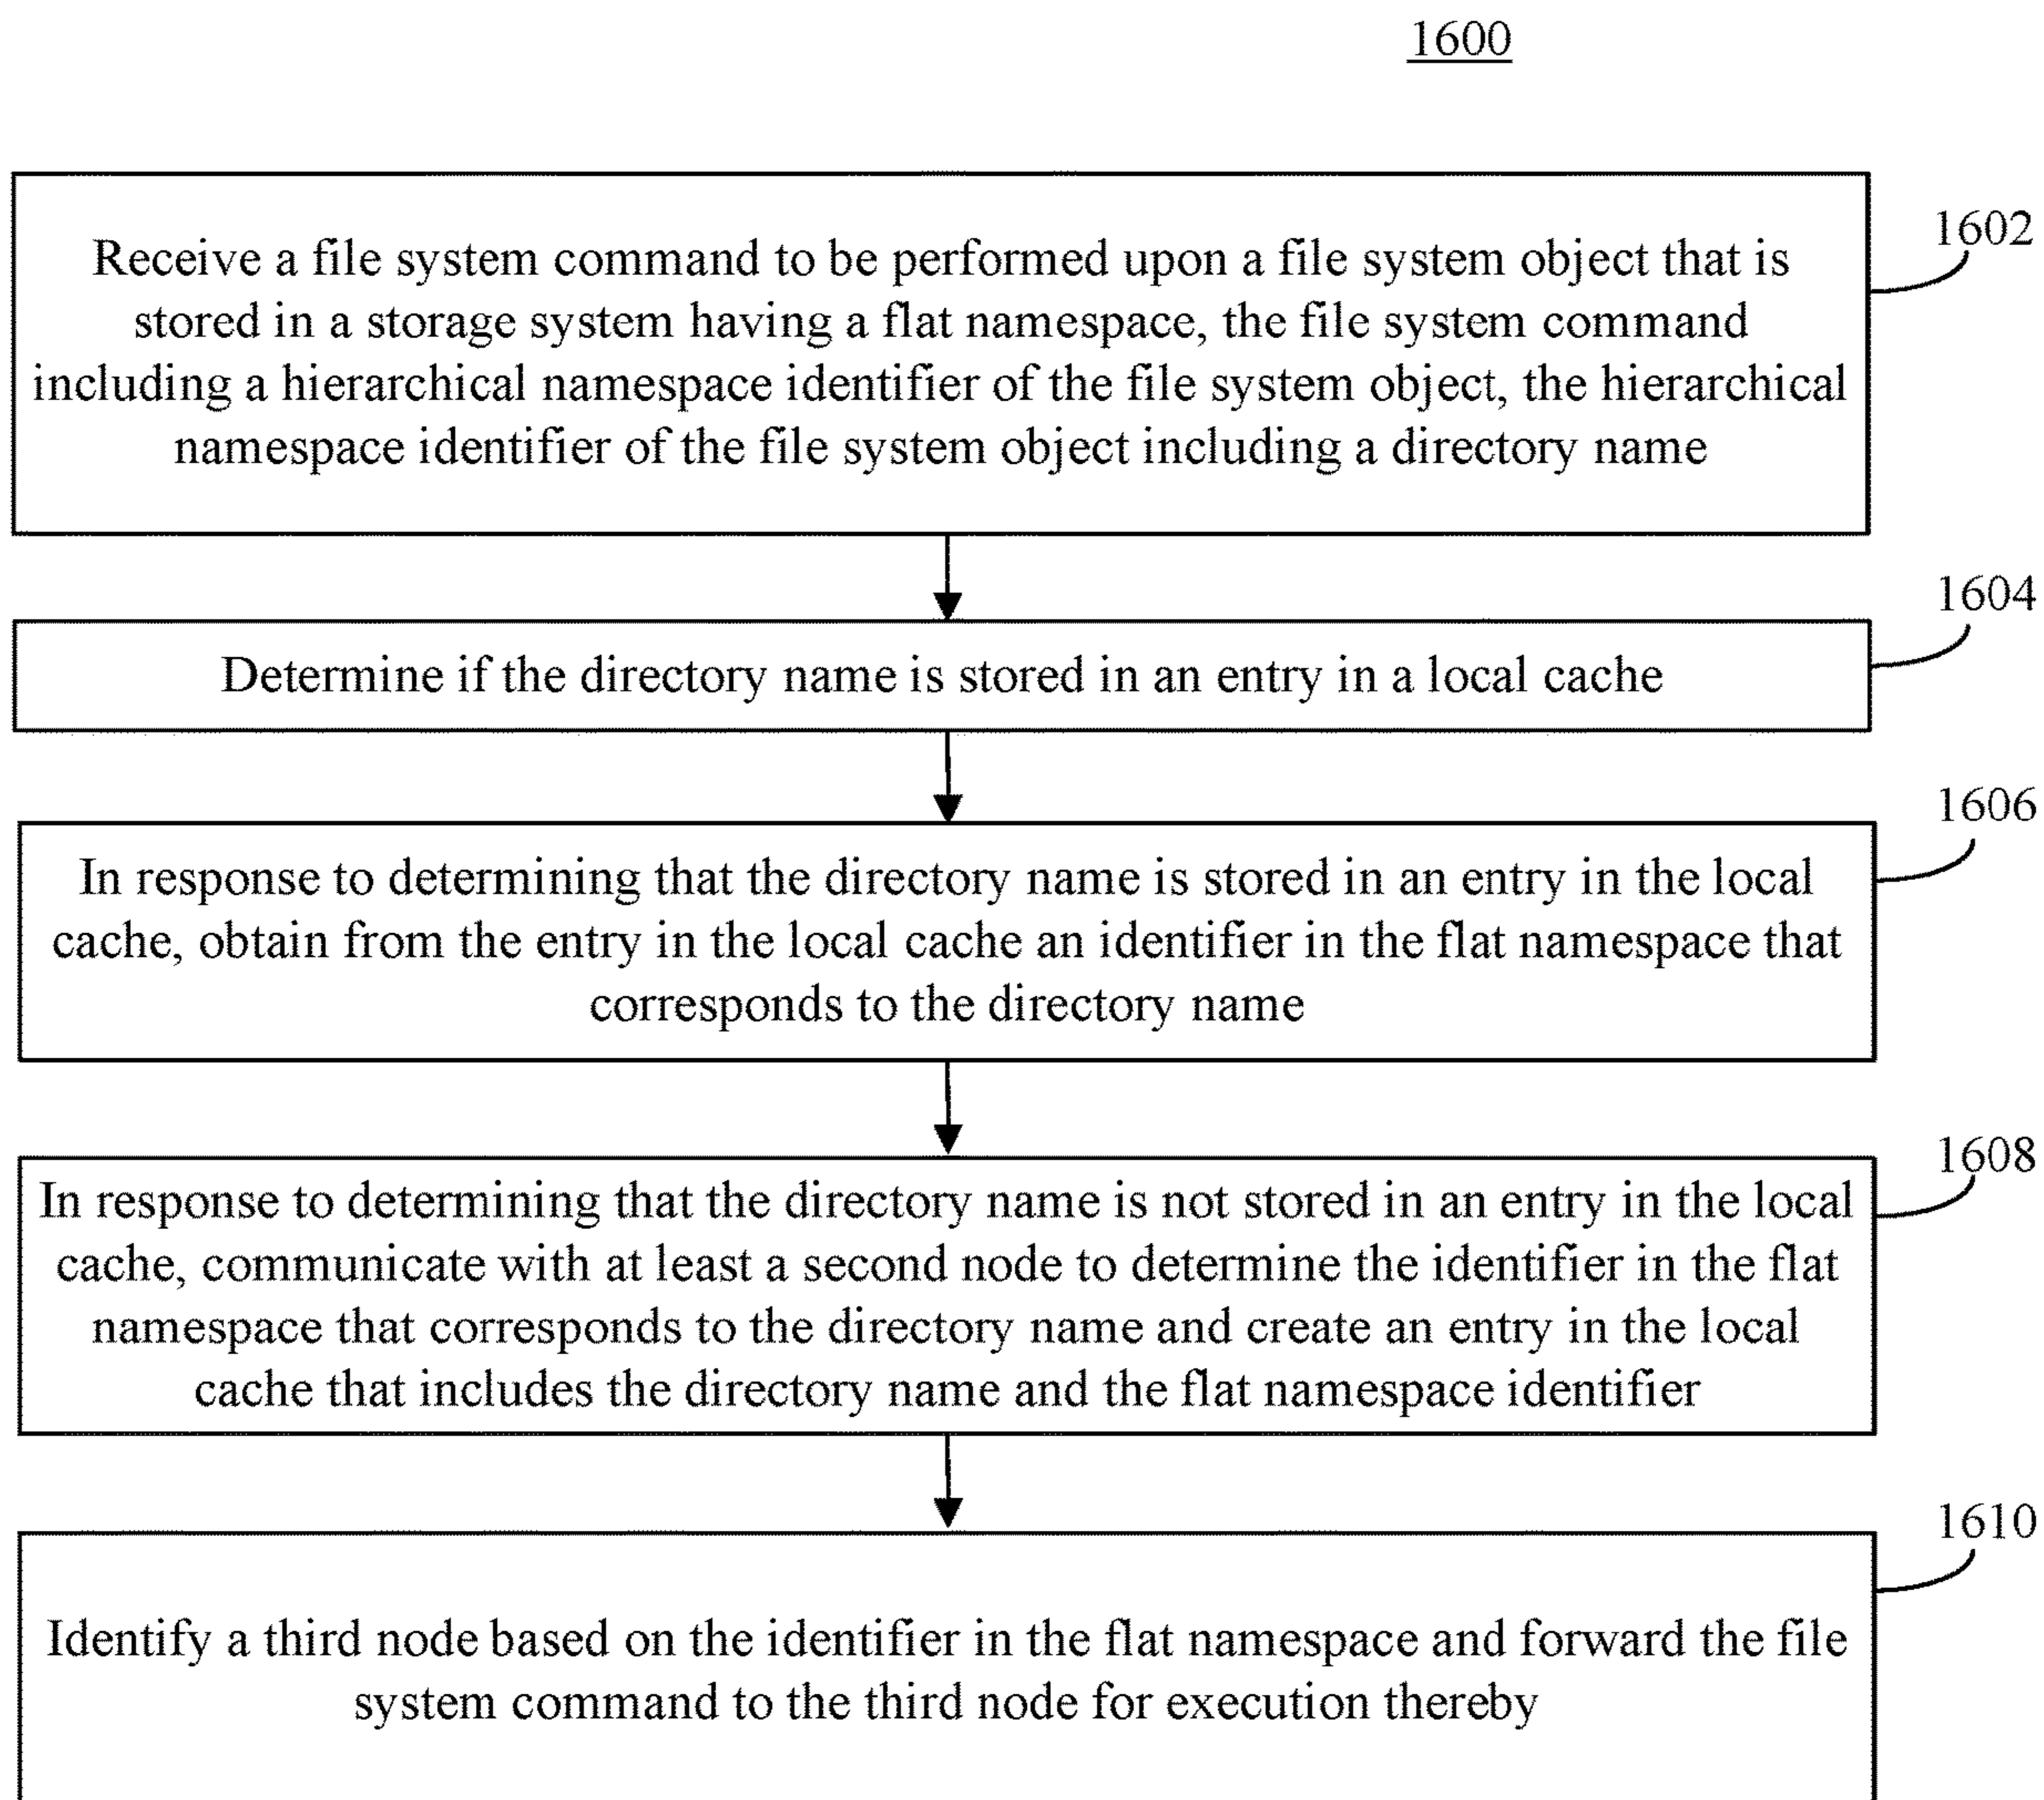 1600
1602
Receive a file system command to be performed upon a file system object that is
stored in a storage system having a flat namespace, the file system command
including a hierarchical namespace identifier of the file system object, the hierarchical
namespace identifier of the file system object including a directory name
1604
Determine if the directory name is stored in an entry in a local cache
1606
In response to determining that the directory name is stored in an entry in the local
cache, obtain from the entry in the local cache an identifier in the flat namespace that
corresponds to the directory name
1608
In response to determining that the directory name is not stored in an entry in the local
cache, communicate with at least a second node to determine the identifier in the flat
namespace that corresponds to the directory name and create an entry in the local
cache that includes the directory name and the flat namespace identifier
1610
Identify a third node based on the identifier in the flat namespace and forward the file
system command to the third node for execution thereby